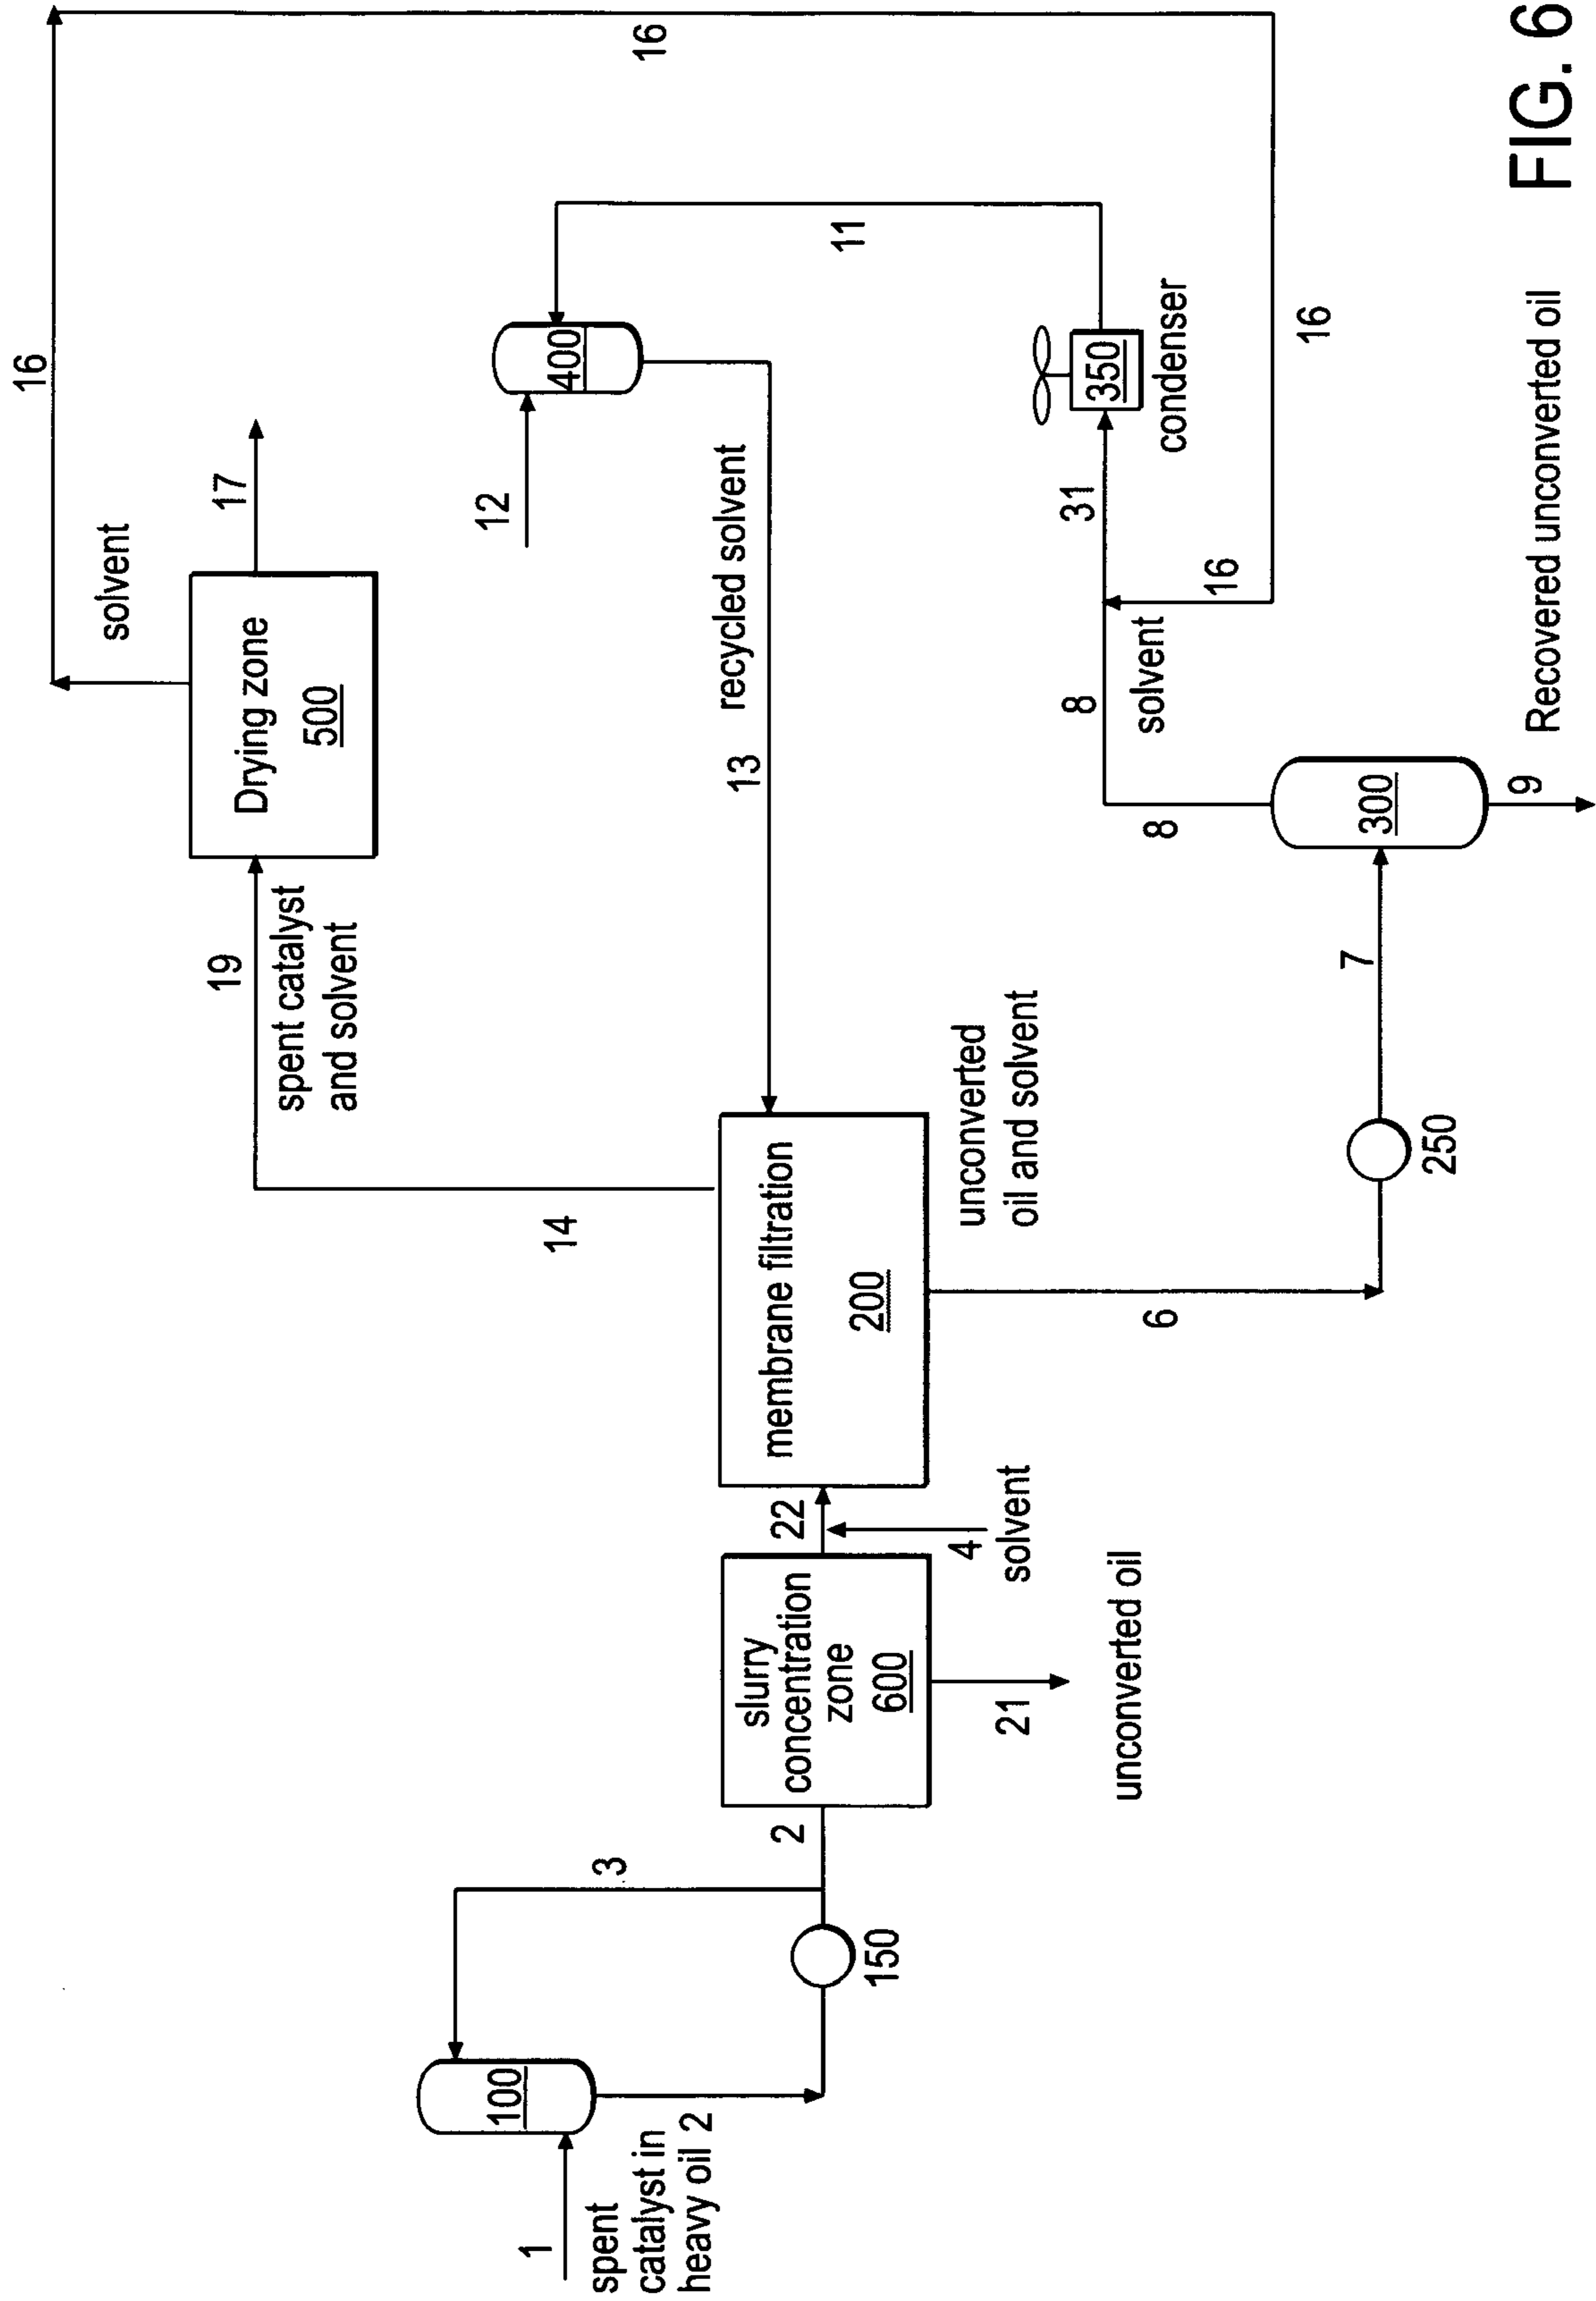 16
16
solvent
17
Drying zone
500
19
spent catalyst
and solvent
12
400
11
recycled solvent
13
14
31
350
condenser
16
16
8
solvent
8
300
9
Recovered unconverted oil
7
250
6
unconverted
oil and solvent
membrane filtration
200
22
4
solvent
slurry
concentration
zone
600
21
unconverted oil
2
3
150
100
1
spent
catalyst in
heavy oil 2
FIG. 6